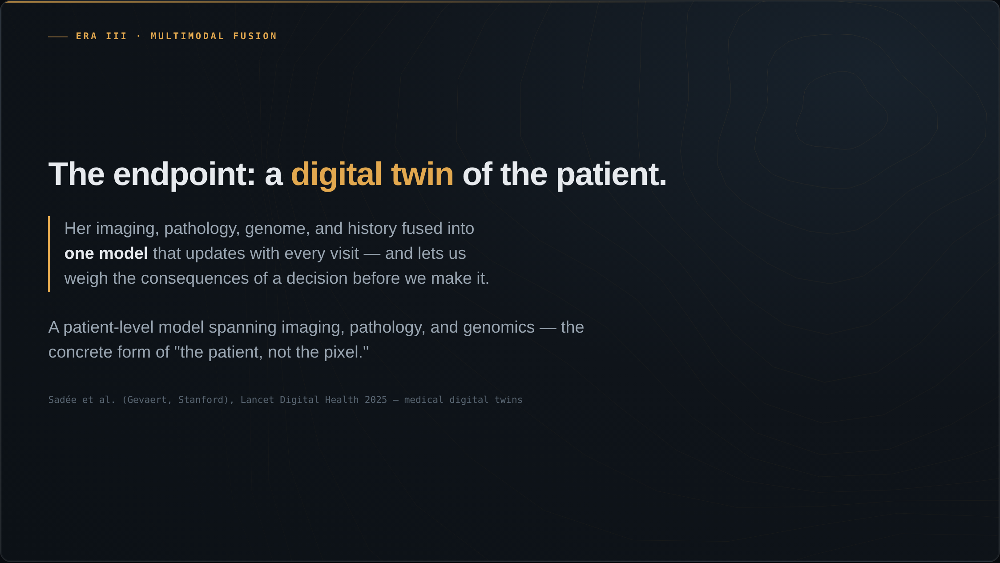 ERA III · MULTIMODAL FUSION
The endpoint: a digital twin of the patient.
Her imaging, pathology, genome, and history fused into
one model that updates with every visit — and lets us
weigh the consequences of a decision before we make it.
A patient-level model spanning imaging, pathology, and genomics — the
concrete form of "the patient, not the pixel."
Sadée et al. (Gevaert, Stanford), Lancet Digital Health 2025 — medical digital twins